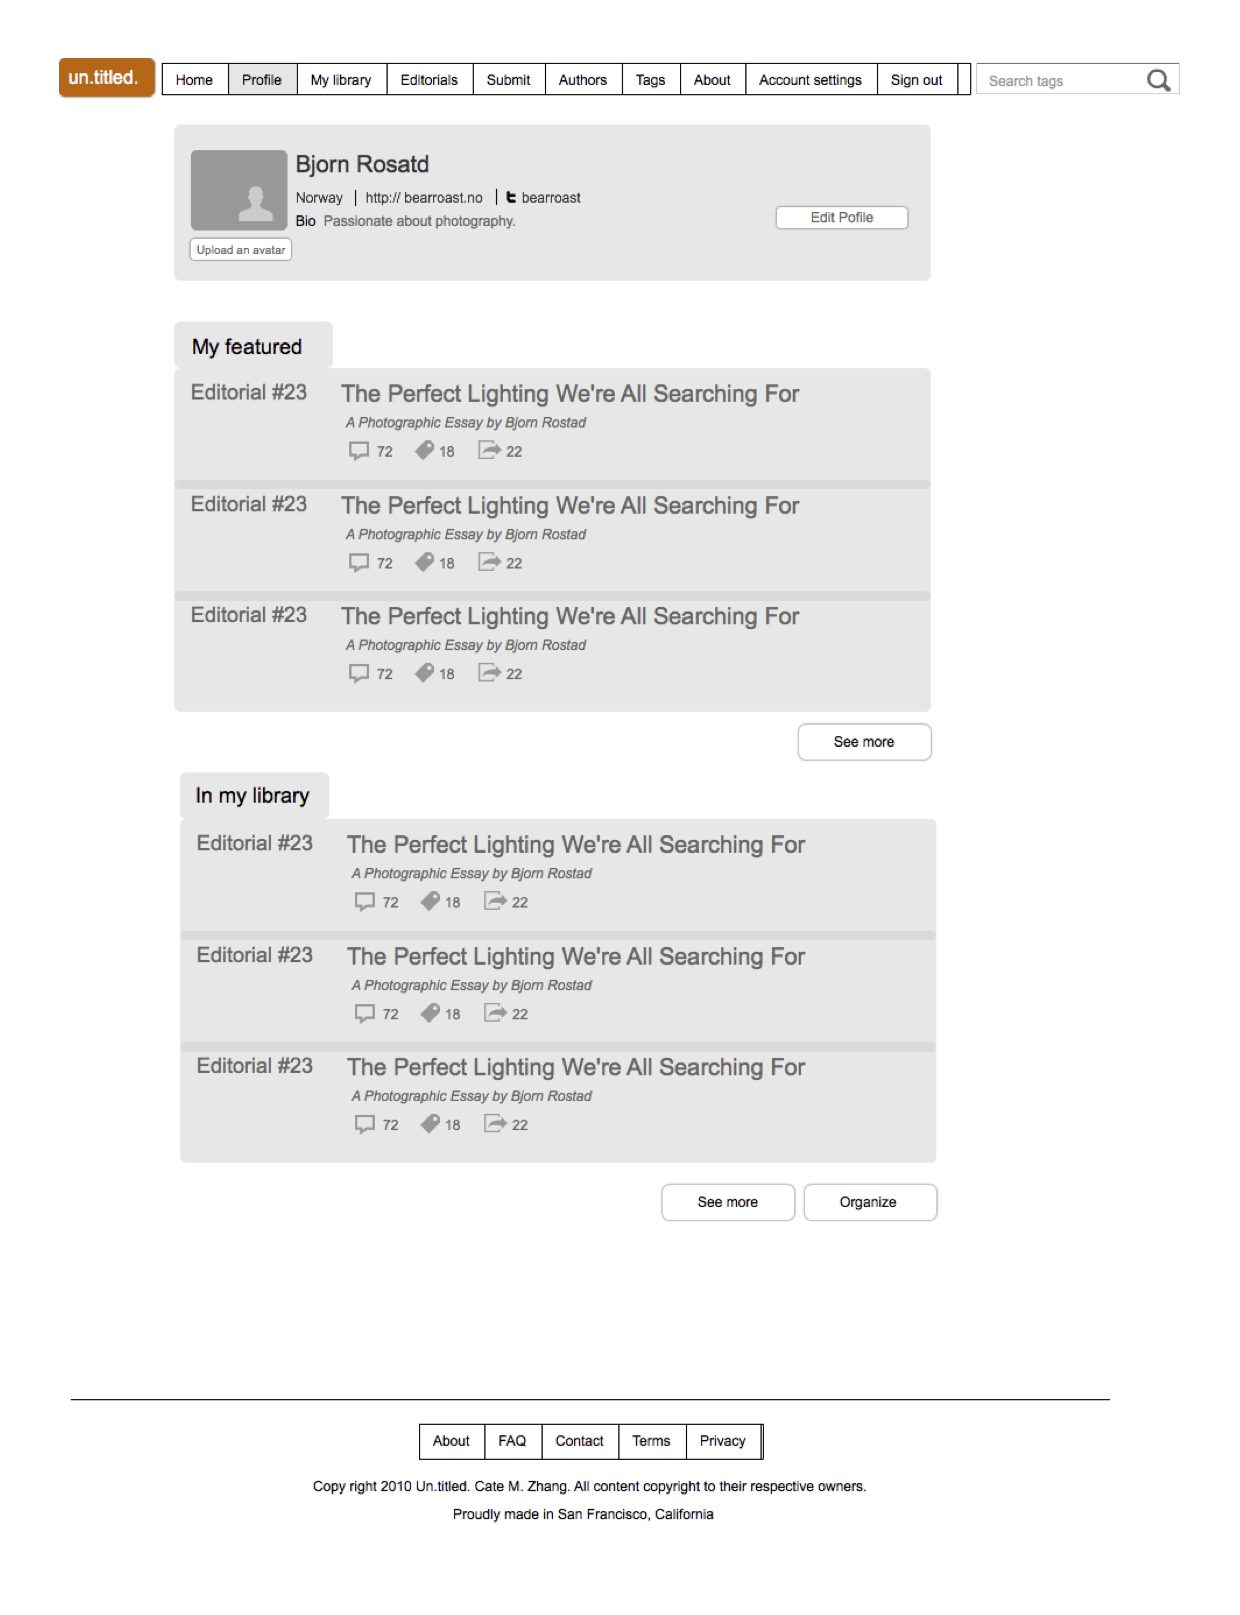 un.titled.
Home Profile My library Editorials Submit Authors Tags About Account settings Sign out Search tags
Bjorn Rosatd
Norway | http:// bearroast.no | t bearroast
Bio Passionate about photography.
Edit Pofile
Upload an avatar
My featured
Editorial #23 The Perfect Lighting We're All Searching For
A Photographic Essay by Bjorn Rostad
72 18 22
Editorial #23 The Perfect Lighting We're All Searching For
A Photographic Essay by Bjorn Rostad
72 18 22
Editorial #23 The Perfect Lighting We're All Searching For
A Photographic Essay by Bjorn Rostad
72 18 22
See more
In my library
Editorial #23 The Perfect Lighting We're All Searching For
A Photographic Essay by Bjorn Rostad
72 18 22
Editorial #23 The Perfect Lighting We're All Searching For
A Photographic Essay by Bjorn Rostad
72 18 22
Editorial #23 The Perfect Lighting We're All Searching For
A Photographic Essay by Bjorn Rostad
72 18 22
See more Organize
About FAQ Contact Terms Privacy
Copy right 2010 Un.titled. Cate M. Zhang. All content copyright to their respective owners.
Proudly made in San Francisco, California